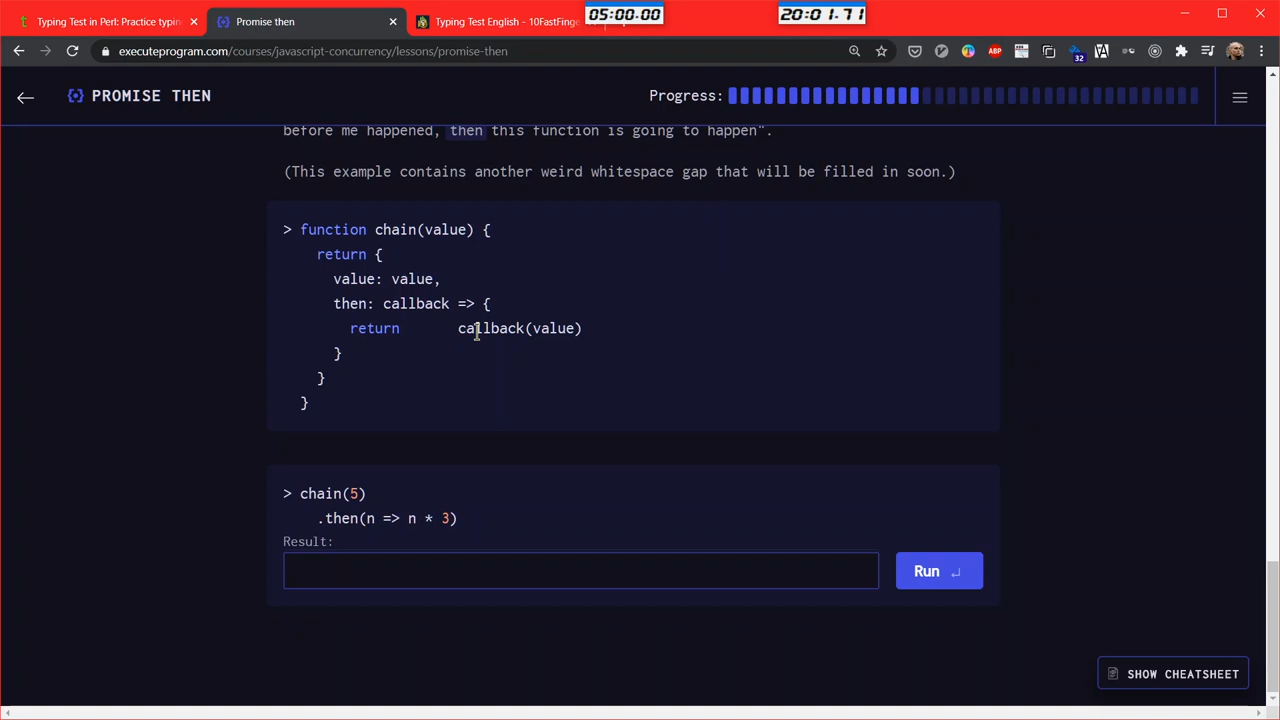 Typing Test in Perl: Practice typin
Promise then
Typing Test English - 10FastFinge
05:00.00
20:01.71
executeprogram.com/courses/javascript-concurrency/lessons/promise-then
ABP
32
PROMISE THEN
Progress:
before me happened, then this function is going to happen".
(This example contains another weird whitespace gap that will be filled in soon.)
> function chain(value) {
return {
value: value,
then: callback => {
return callback(value)
}
}
}
> chain(5)
.then(n => n * 3)
Result:
Run
SHOW CHEATSHEET